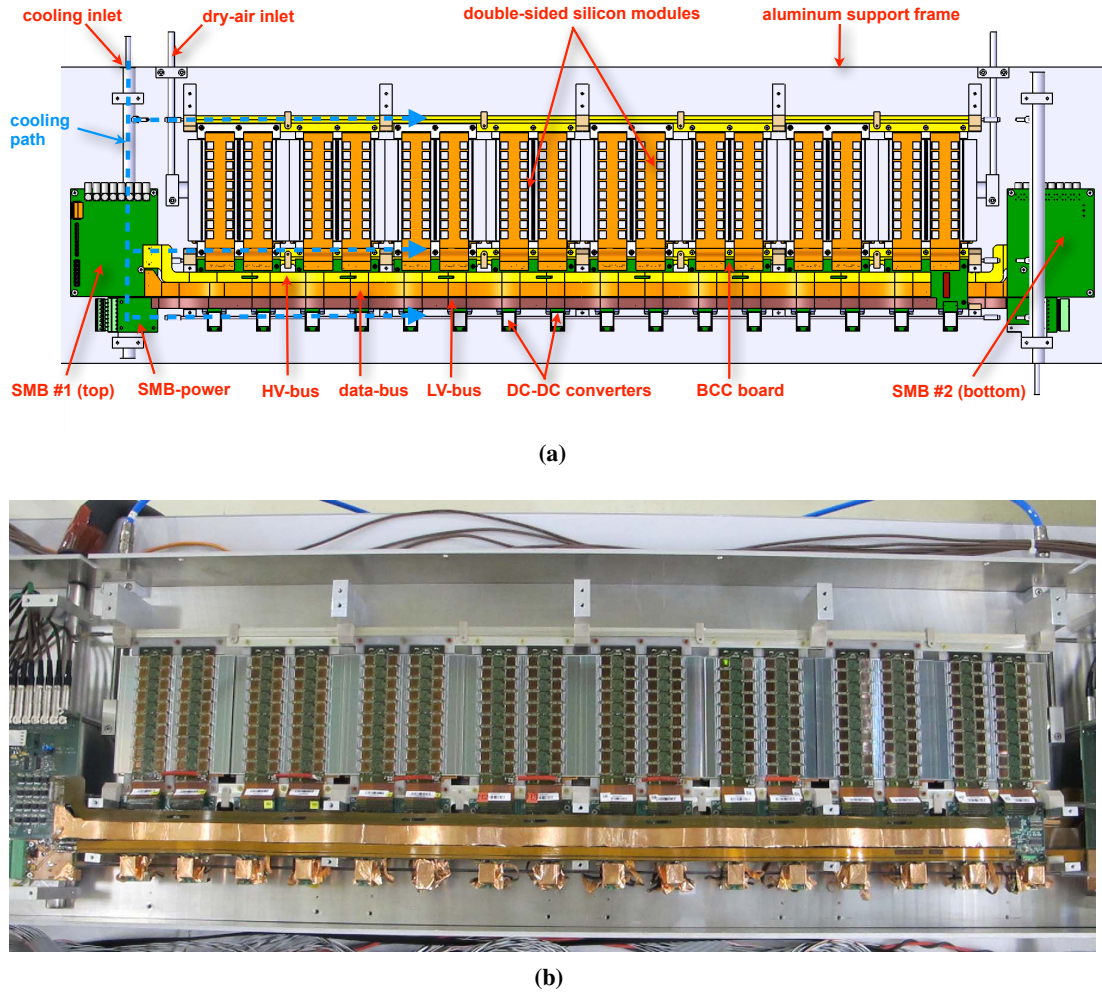 cooling inlet
dry-air inlet
double-sided silicon modules
aluminum support frame
cooling
path
SMB #1 (top)
SMB-power
HV-bus
data-bus
LV-bus
DC-DC converters
BCC board
SMB #2 (bottom)
(a)
(b)